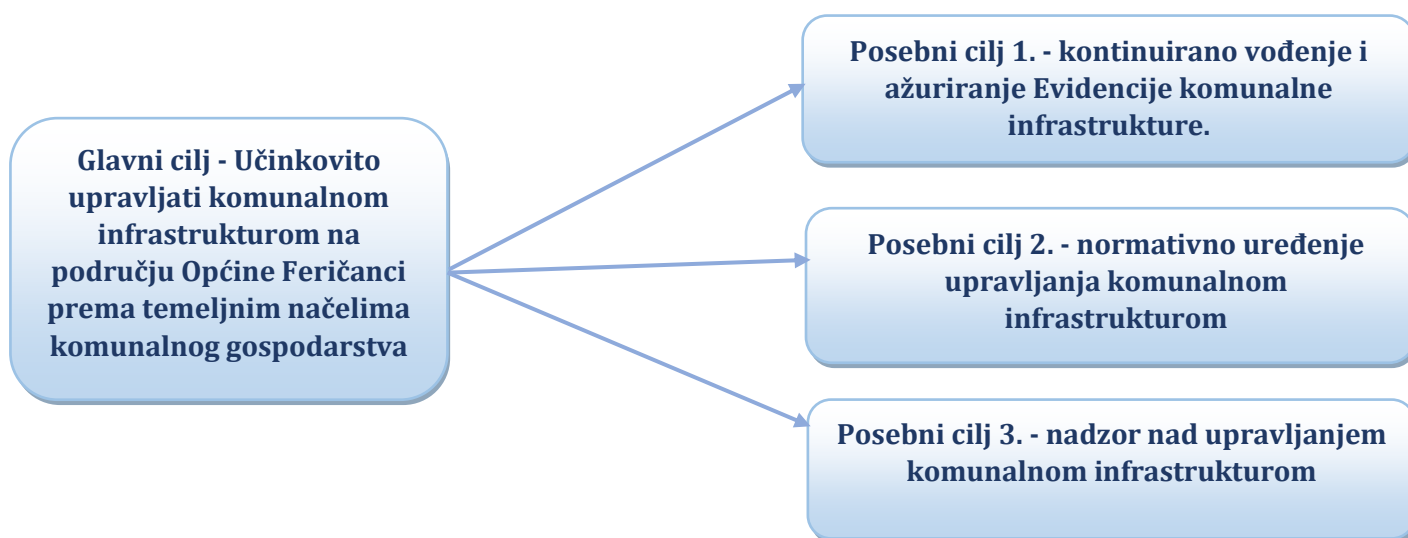 Glavni cilj - Učinkovito
upravljati komunalnom
infrastrukturom na
području Općine Feričanci
prema temeljnim načelima
komunalnog gospodarstva
Posebni cilj 1. - kontinuirano vođenje i
ažuriranje Evidencije komunalne
infrastrukture.
Posebni cilj 2. - normativno uređenje
upravljanja komunalnom
infrastrukturom
Posebni cilj 3. - nadzor nad upravljanjem
komunalnom infrastrukturom